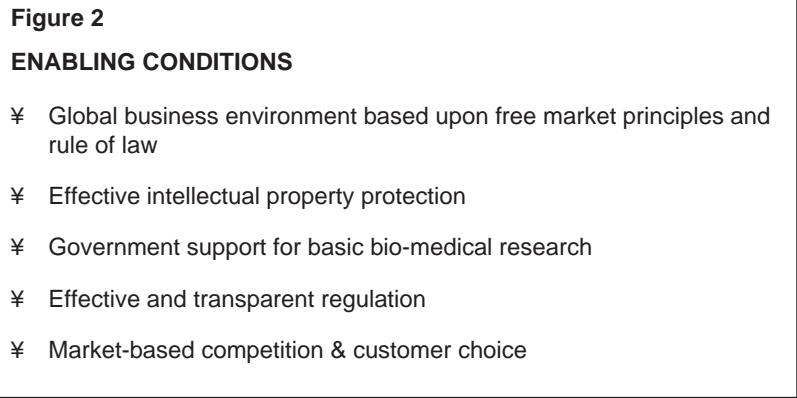 Figure 2
ENABLING CONDITIONS
¥ Global business environment based upon free market principles and
rule of law
¥ Effective intellectual property protection
¥ Government support for basic bio-medical research
¥ Effective and transparent regulation
¥ Market-based competition & customer choice